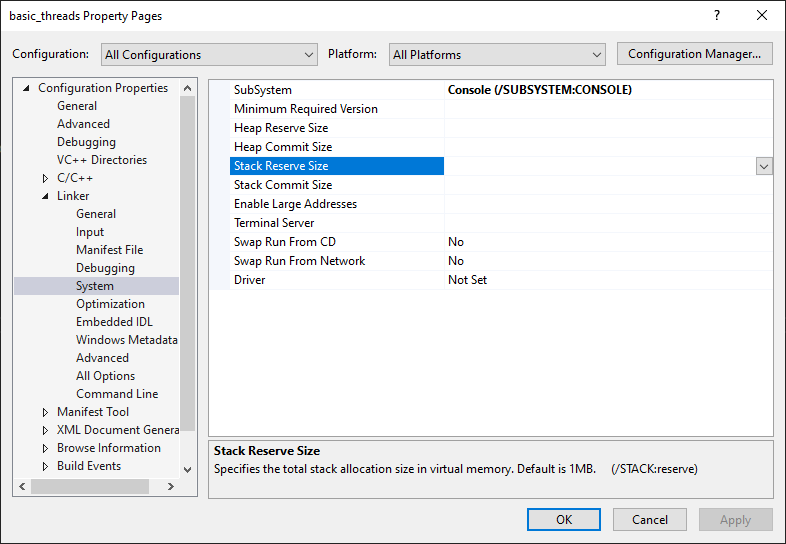 basic_threads Property Pages
Configuration: All Configurations Platform: All Platforms Configuration Manager...
Configuration Properties
General
Advanced
Debugging
VC++ Directories
C/C++
Linker
General
Input
Manifest File
Debugging
System
Optimization
Embedded IDL
Windows Metadata
Advanced
All Options
Command Line
Manifest Tool
XML Document Genera
Browse Information
Build Events
SubSystem Console (/SUBSYSTEM:CONSOLE)
Minimum Required Version
Heap Reserve Size
Heap Commit Size
Stack Reserve Size
Stack Commit Size
Enable Large Addresses
Terminal Server
Swap Run From CD No
Swap Run From Network No
Driver Not Set
Stack Reserve Size
Specifies the total stack allocation size in virtual memory. Default is 1MB. (/STACK:reserve)
OK Cancel Apply